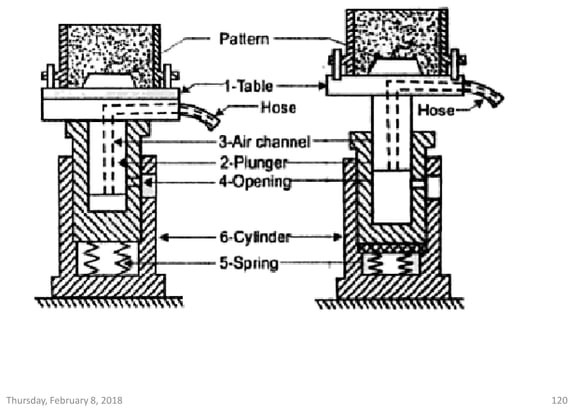 Pattern
1-Table
Hose
Hose
3-Air channel
2-Plunger
4-Opening
6-Cylinder
5-Spring
Thursday, February 8, 2018
120